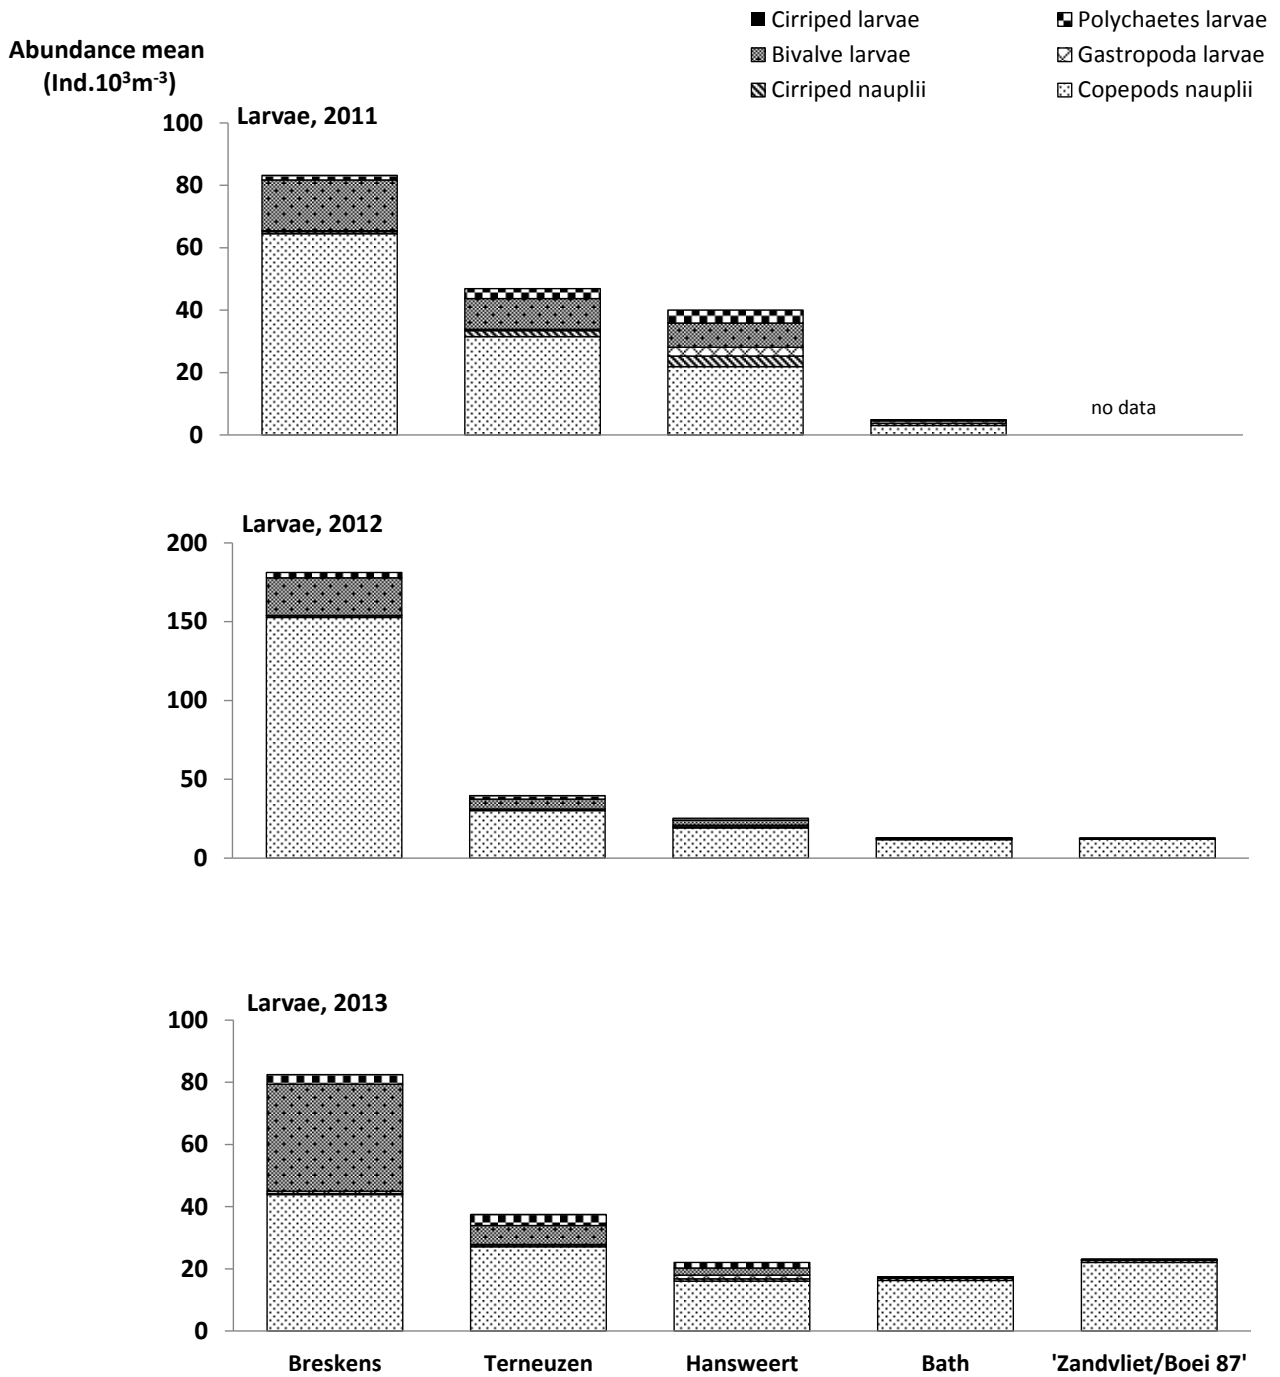 Cirriped larvae
Polychaetes larvae
Abundance mean
Bivalve larvae
Gastropoda larvae
(Ind.10³m⁻³)
Cirriped nauplii
Copepods nauplii
Larvae, 2011
100
80
60
40
20
0
no data
Larvae, 2012
200
150
100
50
0
Larvae, 2013
100
80
60
40
20
0
Breskens
Terneuzen
Hansweert
Bath
'Zandvliet/Boei 87'